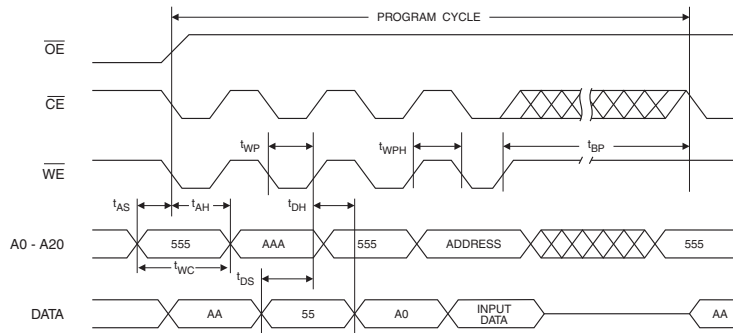 PROGRAM CYCLE
OE
CE
tWP
tWPH
tBP
WE
tAS
tAH
tDH
A0 - A20
555
AAA
555
ADDRESS
555
tWC
tDS
DATA
AA
55
A0
INPUT
DATA
AA